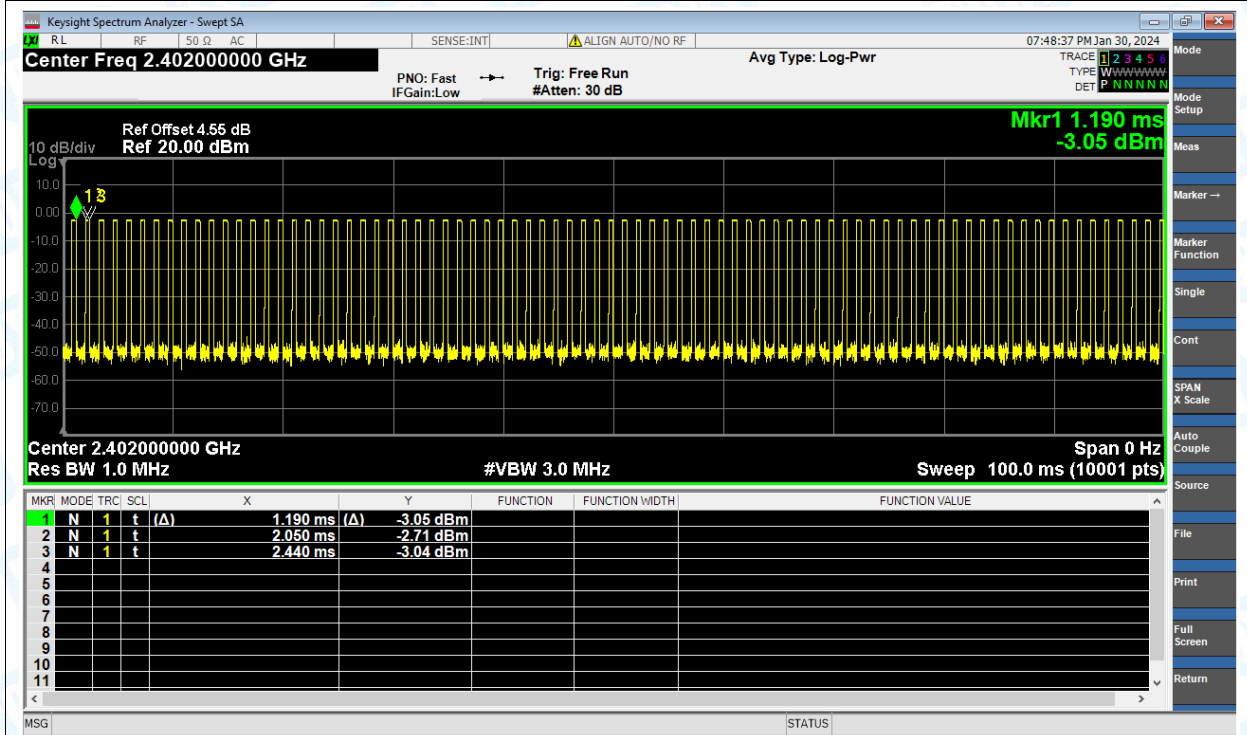 Keysight Spectrum Analyzer - Swept SA
LXI RL RF 50 Ω AC SENSE:INT ALIGN AUTO/NO RF 07:48:37 PM Jan 30, 2024
Center Freq 2.402000000 GHz
PNO: Fast
IFGain:Low
Trig: Free Run
#Atten: 30 dB
Avg Type: Log-Pwr
TRACE 1 2 3 4 5 6
TYPE WWWWWW
DET P N N N N N
Ref Offset 4.55 dB
10 dB/div Ref 20.00 dBm
Log
Mkr1 1.190 ms
-3.05 dBm
10.0
0.00
-10.0
-20.0
-30.0
-40.0
-50.0
-60.0
-70.0
1 3
Center 2.402000000 GHz Span 0 Hz
Res BW 1.0 MHz #VBW 3.0 MHz Sweep 100.0 ms (10001 pts)
MKR MODE TRC SCL X Y FUNCTION FUNCTION WIDTH FUNCTION VALUE
1 N 1 t (Δ) 1.190 ms (Δ) -3.05 dBm
2 N 1 t 2.050 ms -2.71 dBm
3 N 1 t 2.440 ms -3.04 dBm
4
5
6
7
8
9
10
11
MSG STATUS
Mode
Mode
Setup
Meas
Marker →
Marker
Function
Single
Cont
SPAN
X Scale
Auto
Couple
Source
File
Print
Full
Screen
Return